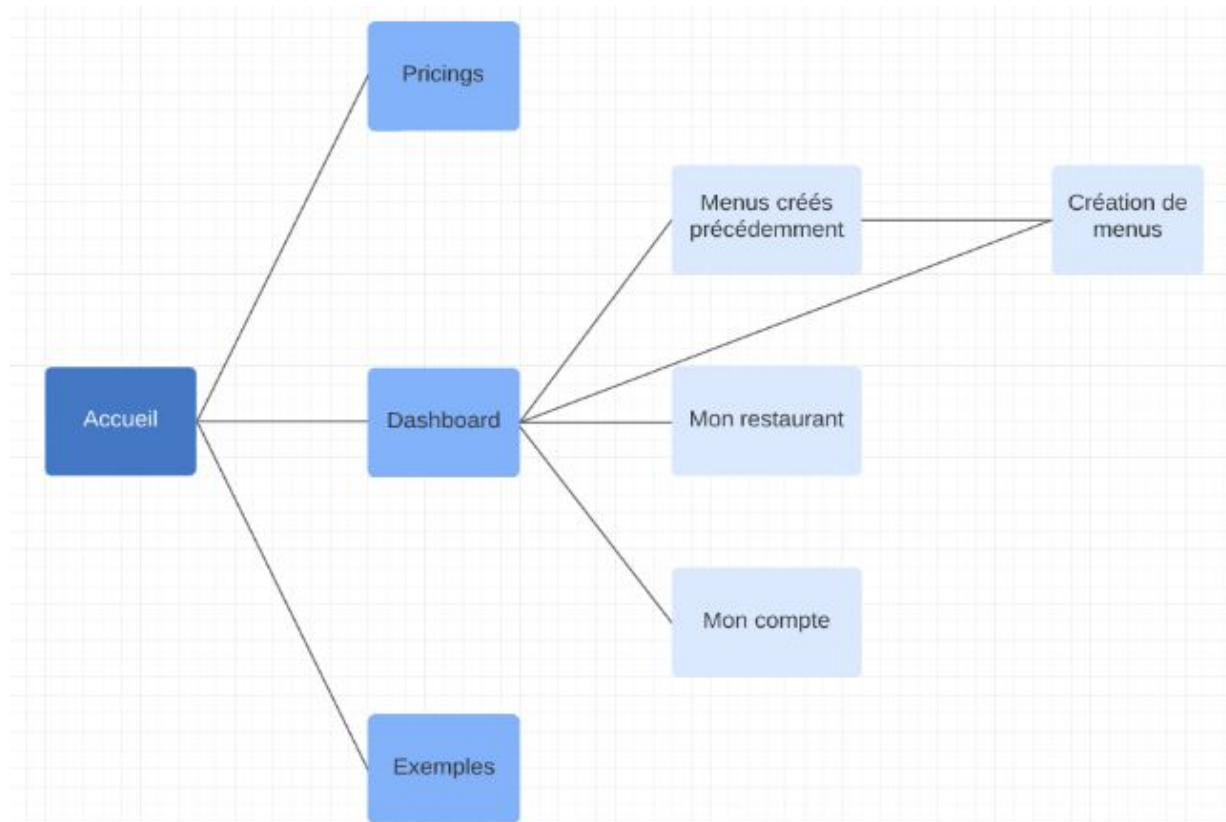 Pricings
Menus créés
précédemment
Création de
menus
Accueil
Dashboard
Mon restaurant
Mon compte
Exemples